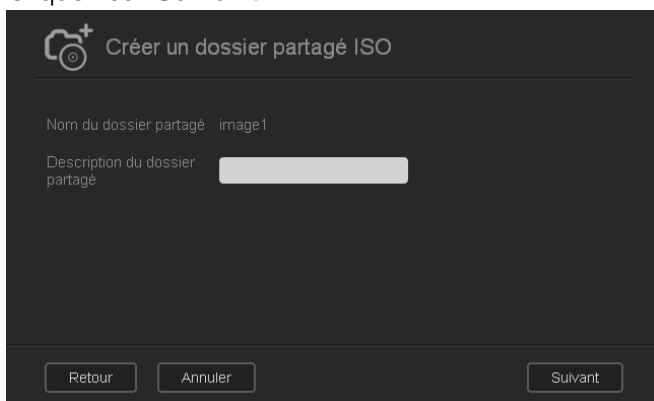 Créer un dossier partagé ISO
Nom du dossier partagé image1
Description du dossier
partagé
Retour Annuler Suivant